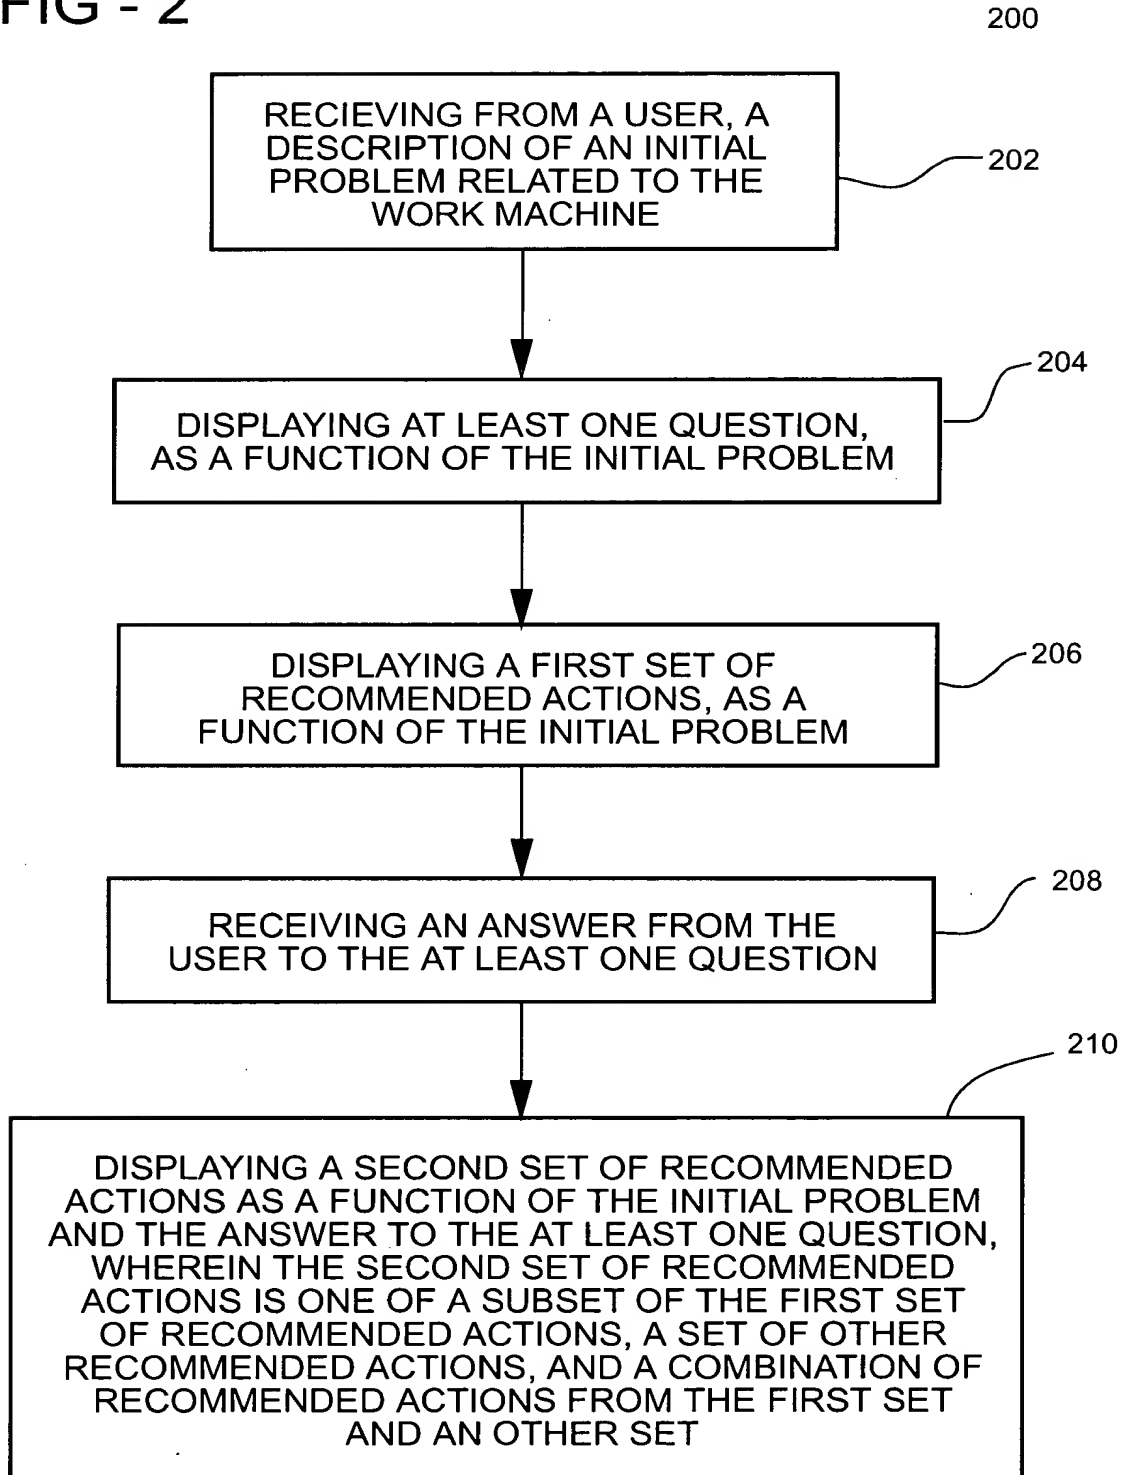 FIG - 2
200
RECIEVING FROM A USER, A
DESCRIPTION OF AN INITIAL
PROBLEM RELATED TO THE
WORK MACHINE
202
204
DISPLAYING AT LEAST ONE QUESTION,
AS A FUNCTION OF THE INITIAL PROBLEM
206
DISPLAYING A FIRST SET OF
RECOMMENDED ACTIONS, AS A
FUNCTION OF THE INITIAL PROBLEM
208
RECEIVING AN ANSWER FROM THE
USER TO THE AT LEAST ONE QUESTION
210
DISPLAYING A SECOND SET OF RECOMMENDED
ACTIONS AS A FUNCTION OF THE INITIAL PROBLEM
AND THE ANSWER TO THE AT LEAST ONE QUESTION,
WHEREIN THE SECOND SET OF RECOMMENDED
ACTIONS IS ONE OF A SUBSET OF THE FIRST SET
OF RECOMMENDED ACTIONS, A SET OF OTHER
RECOMMENDED ACTIONS, AND A COMBINATION OF
RECOMMENDED ACTIONS FROM THE FIRST SET
AND AN OTHER SET